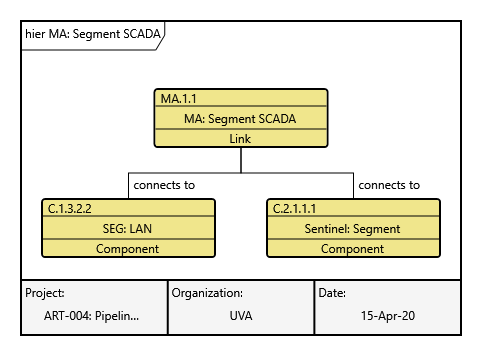 hier MA: Segment SCADA
MA.1.1
MA: Segment SCADA
Link
connects to
connects to
C.1.3.2.2
SEG: LAN
Component
C.2.1.1.1
Sentinel: Segment
Component
Project:
ART-004: Pipelin...
Organization:
UVA
Date:
15-Apr-20